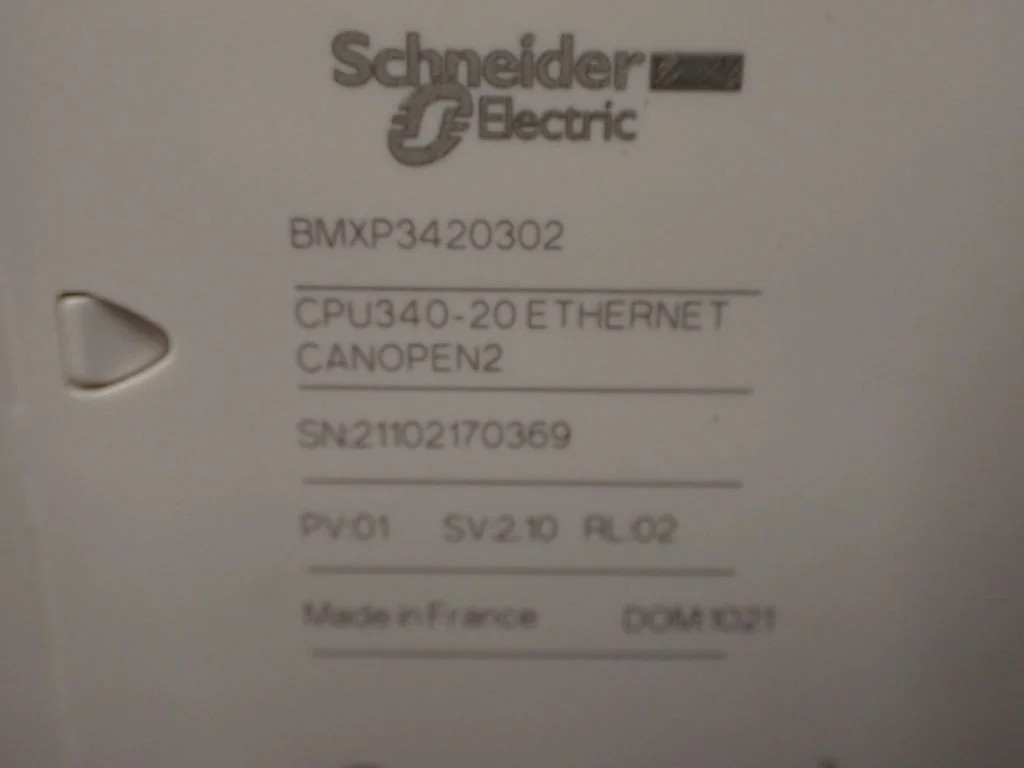 Schneider
Electric
BMXP3420302
CPU340-20 ETHERNET
CANOPEN2
SN:21102170369
PV:01 SV:2.10 RL:02
Made in France DOM:1021